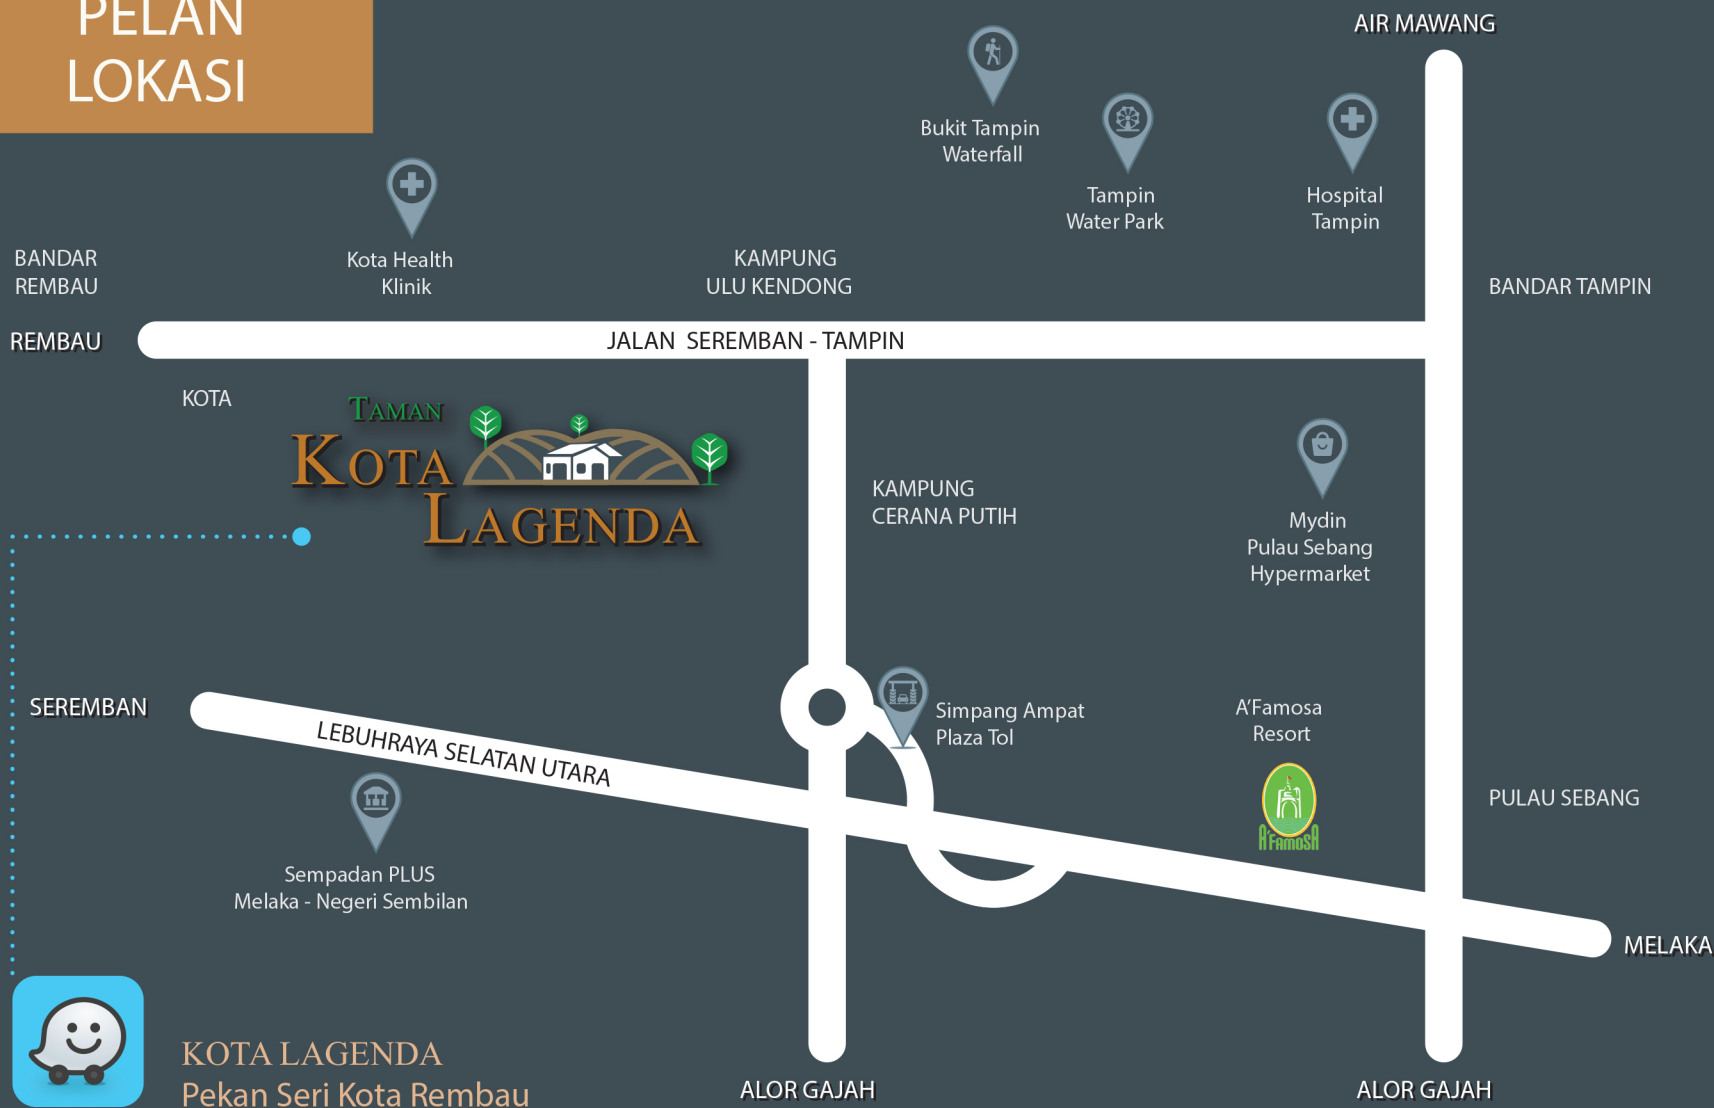 PELAN
LOKASI
AIR MAWANG
Bukit Tampin
Waterfall
Tampin
Water Park
Hospital
Tampin
BANDAR
REMBAU
Kota Health
Klinik
KAMPUNG
ULU KENDONG
BANDAR TAMPIN
REMBAU
JALAN SEREMBAN - TAMPIN
KOTA
TAMAN
KOTA
LAGENDA
KAMPUNG
CERANA PUTIH
Mydin
Pulau Sebang
Hypermarket
SEREMBAN
LEBUHRAYA SELATAN UTARA
Simpang Ampat
Plaza Tol
A'Famosa
Resort
A'FAMOSA
PULAU SEBANG
Sempadan PLUS
Melaka - Negeri Sembilan
MELAKA
KOTA LAGENDA
Pekan Seri Kota Rembau
ALOR GAJAH
ALOR GAJAH